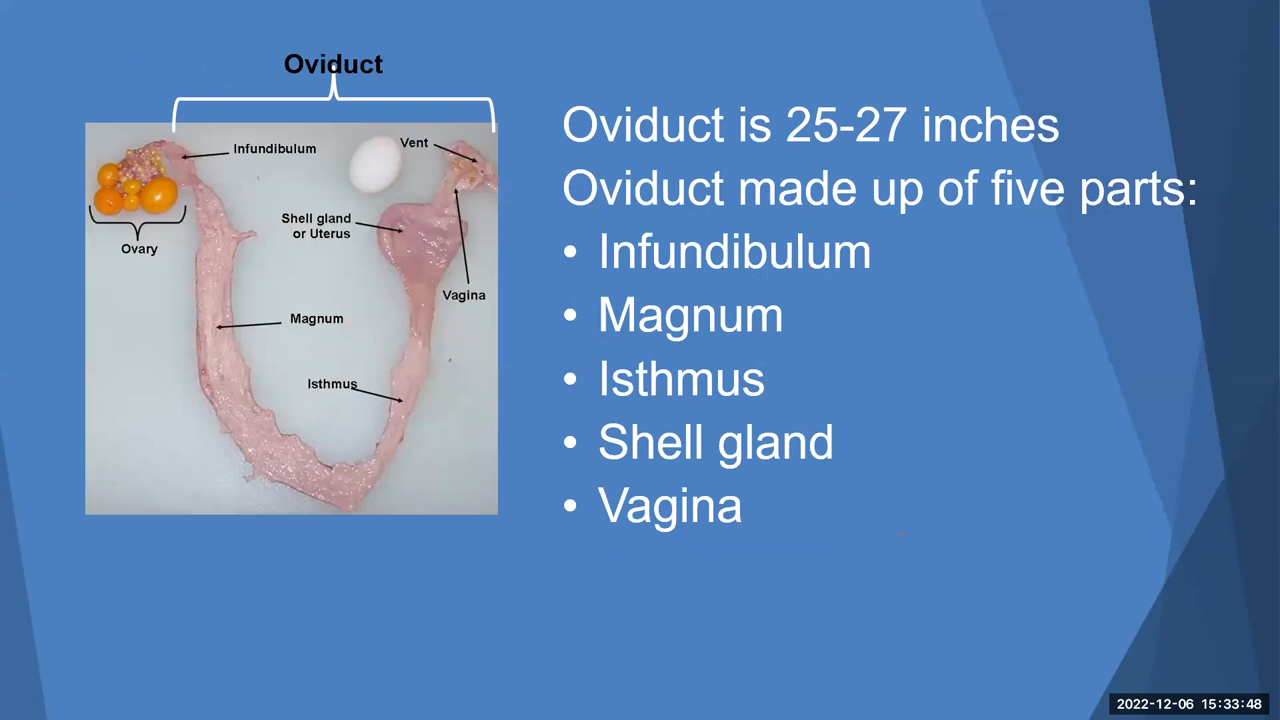 Oviduct
Infundibulum
Vent
Shell gland
or Uterus
Ovary
Vagina
Magnum
Isthmus
Oviduct is 25-27 inches
Oviduct made up of five parts:
• Infundibulum
• Magnum
• Isthmus
• Shell gland
• Vagina
2022-12-06 15:33:48